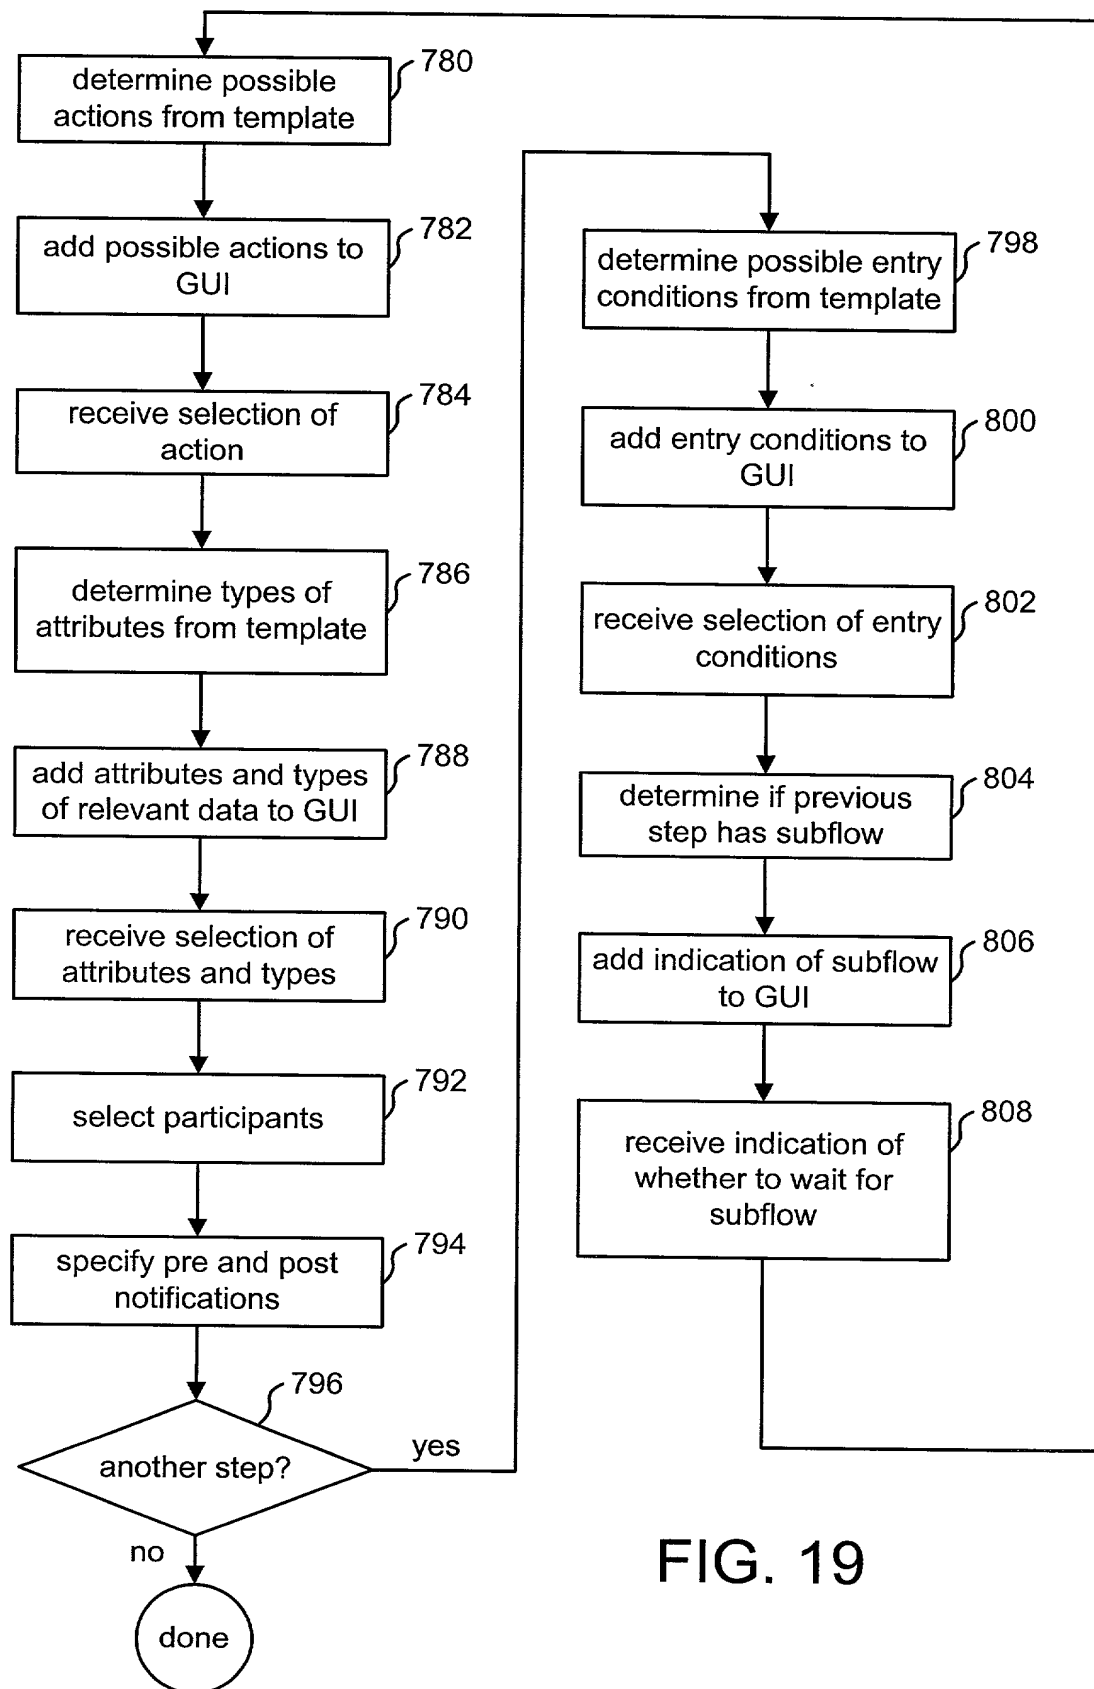 determine possible
actions from template
780
add possible actions to
GUI
782
receive selection of
action
784
determine types of
attributes from template
786
add attributes and types
of relevant data to GUI
788
receive selection of
attributes and types
790
select participants
792
specify pre and post
notifications
794
another step?
796
yes
no
done
determine possible entry
conditions from template
798
add entry conditions to
GUI
800
receive selection of entry
conditions
802
determine if previous
step has subflow
804
add indication of subflow
to GUI
806
receive indication of
whether to wait for
subflow
808
FIG. 19